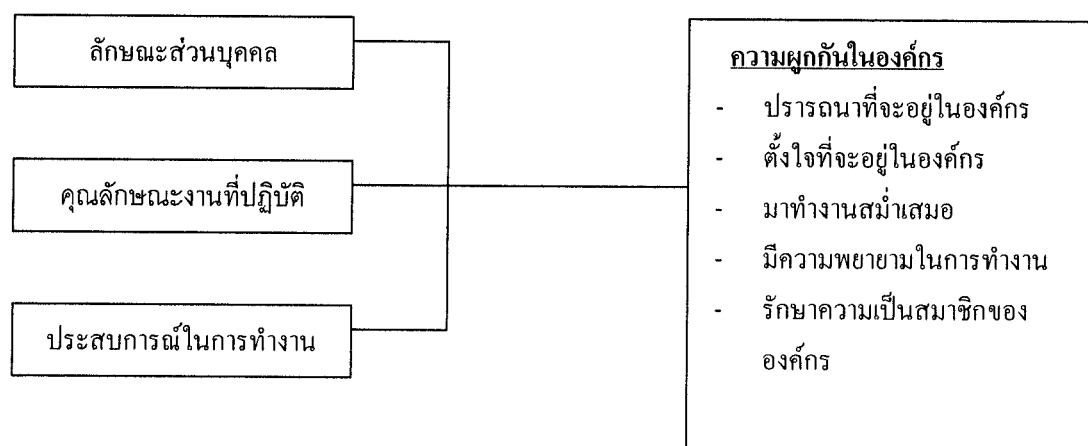 ลักษณะส่วนบุคคล
คุณลักษณะงานที่ปฏิบัติ
ประสบการณ์ในการทำงาน
ความผูกกันในองค์กร
- ปรารถนาที่จะอยู่ในองค์กร
- ตั้งใจที่จะอยู่ในองค์กร
- มาทำงานสม่ำเสมอ
- มีความพยายามในการทำงาน
- รักษาความเป็นสมาชิกของ
องค์กร